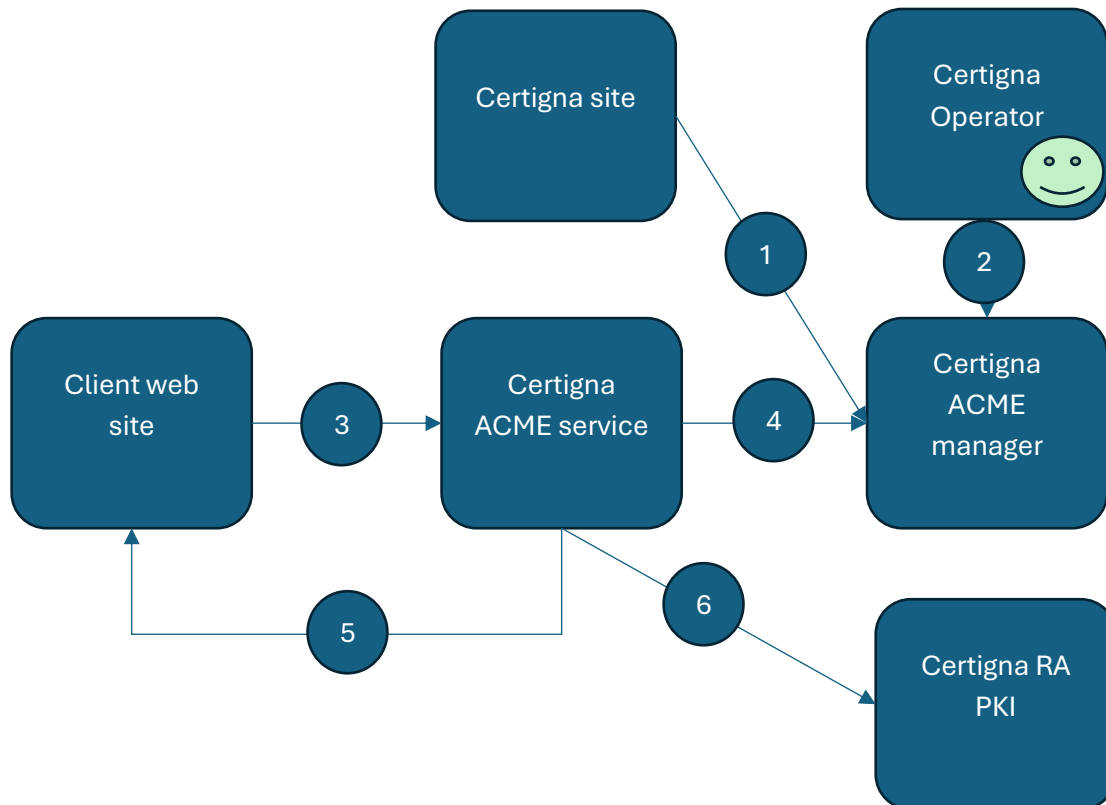 Certigna site
Certigna
Operator
1
2
Client web
site
3
Certigna
ACME service
4
Certigna
ACME
manager
5
6
Certigna RA
PKI